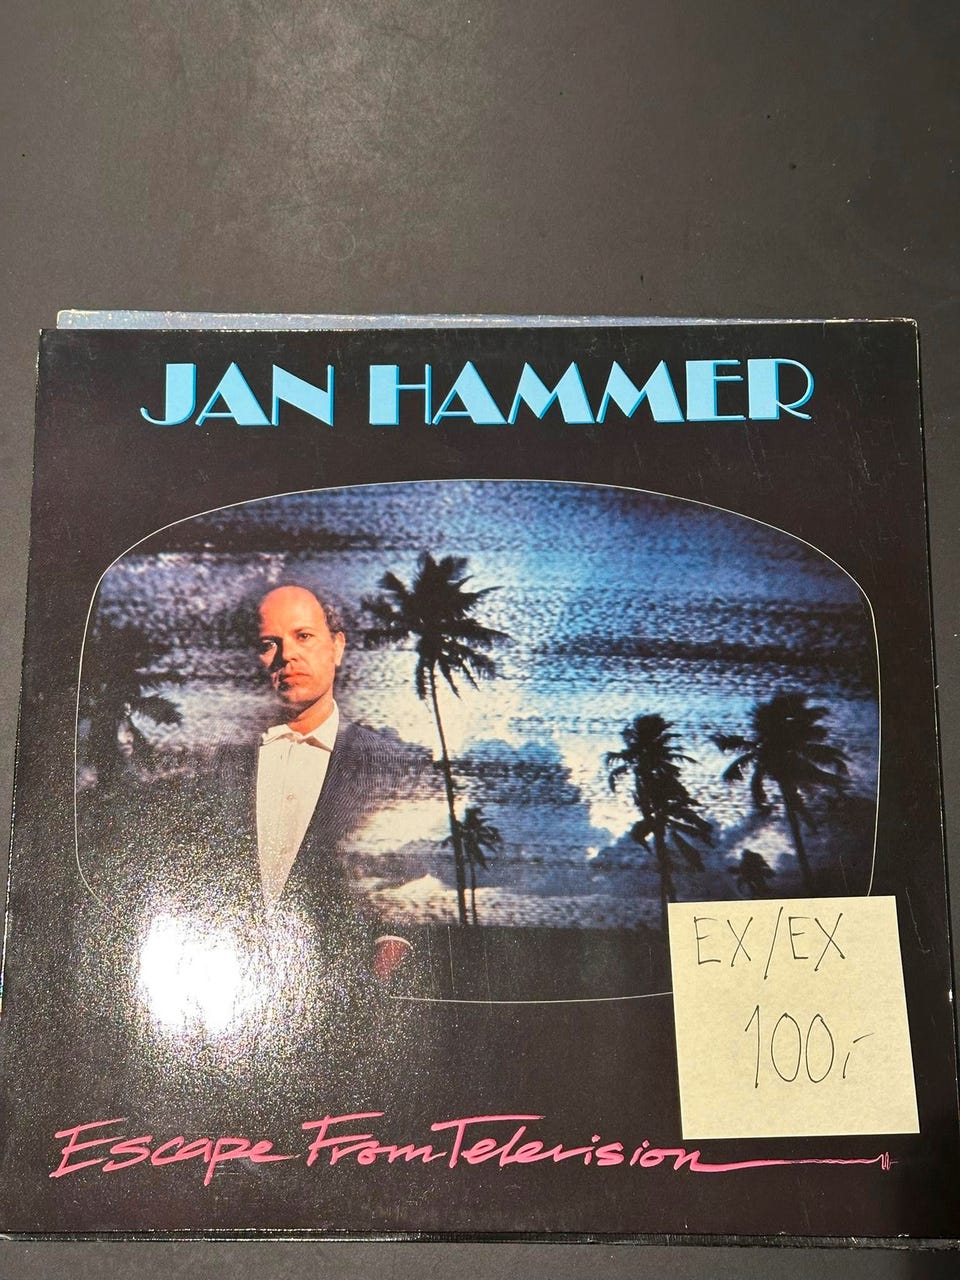 JAN HAMMER
EX/EX
100,-
Escape From Television